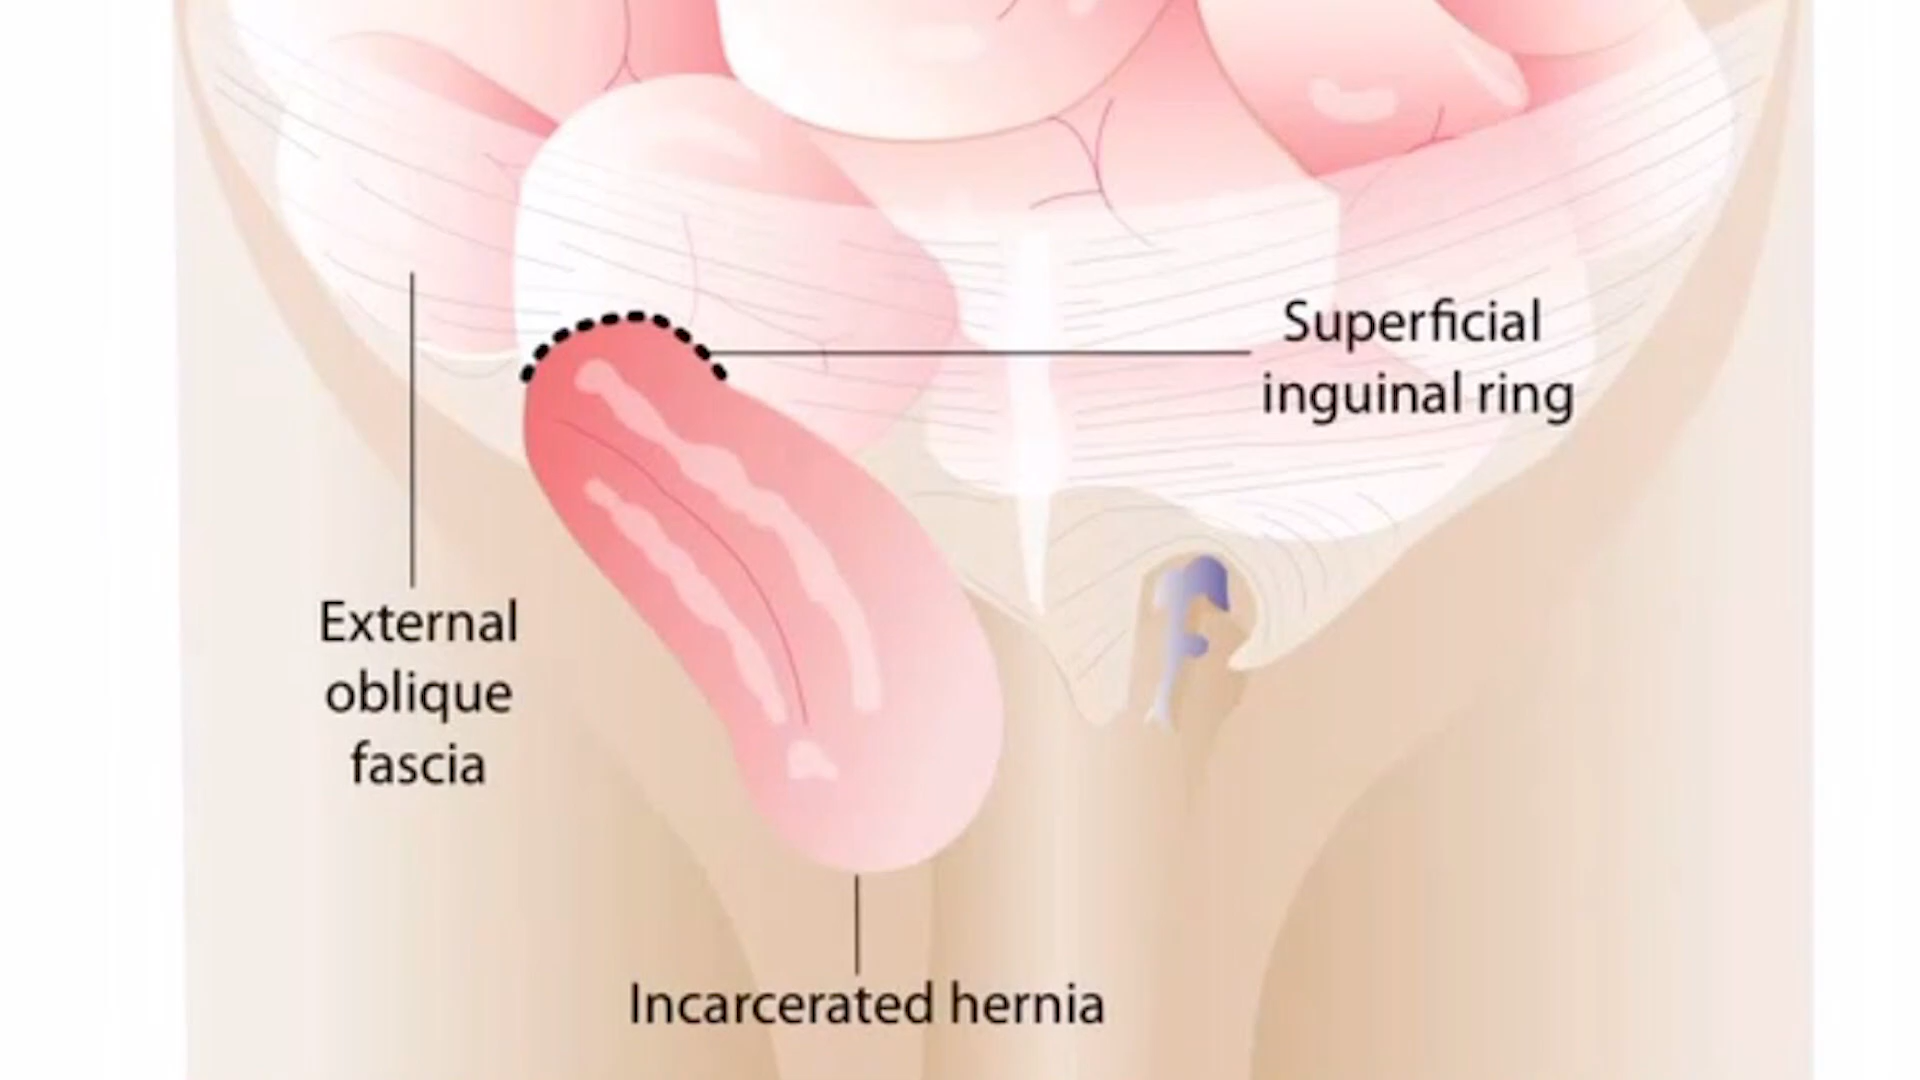 Superficial
inguinal ring
External
oblique
fascia
Incarcerated hernia